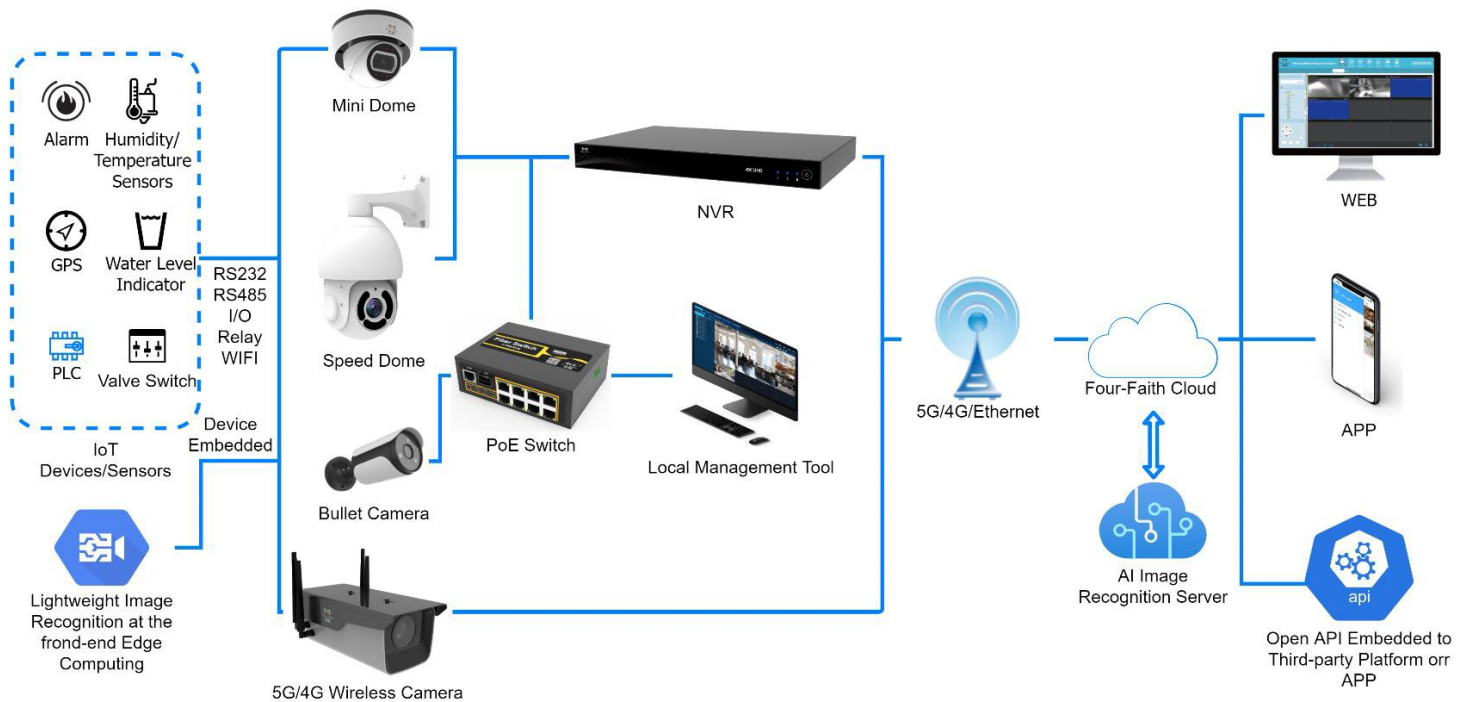 Alarm
Humidity/
Temperature
Sensors
GPS
Water Level
Indicator
PLC
Valve Switch
IoT
Devices/Sensors
RS232
RS485
I/O
Relay
WIFI
Device
Embedded
Lightweight Image
Recognition at the
frond-end Edge
Computing
Mini Dome
Speed Dome
Bullet Camera
5G/4G Wireless Camera
4K UHD
NVR
Fiber Switch
PoE Switch
Local Management Tool
5G/4G/Ethernet
Four-Faith Cloud
AI Image
Recognition Server
WEB
APP
api
Open API Embedded to
Third-party Platform orr
APP